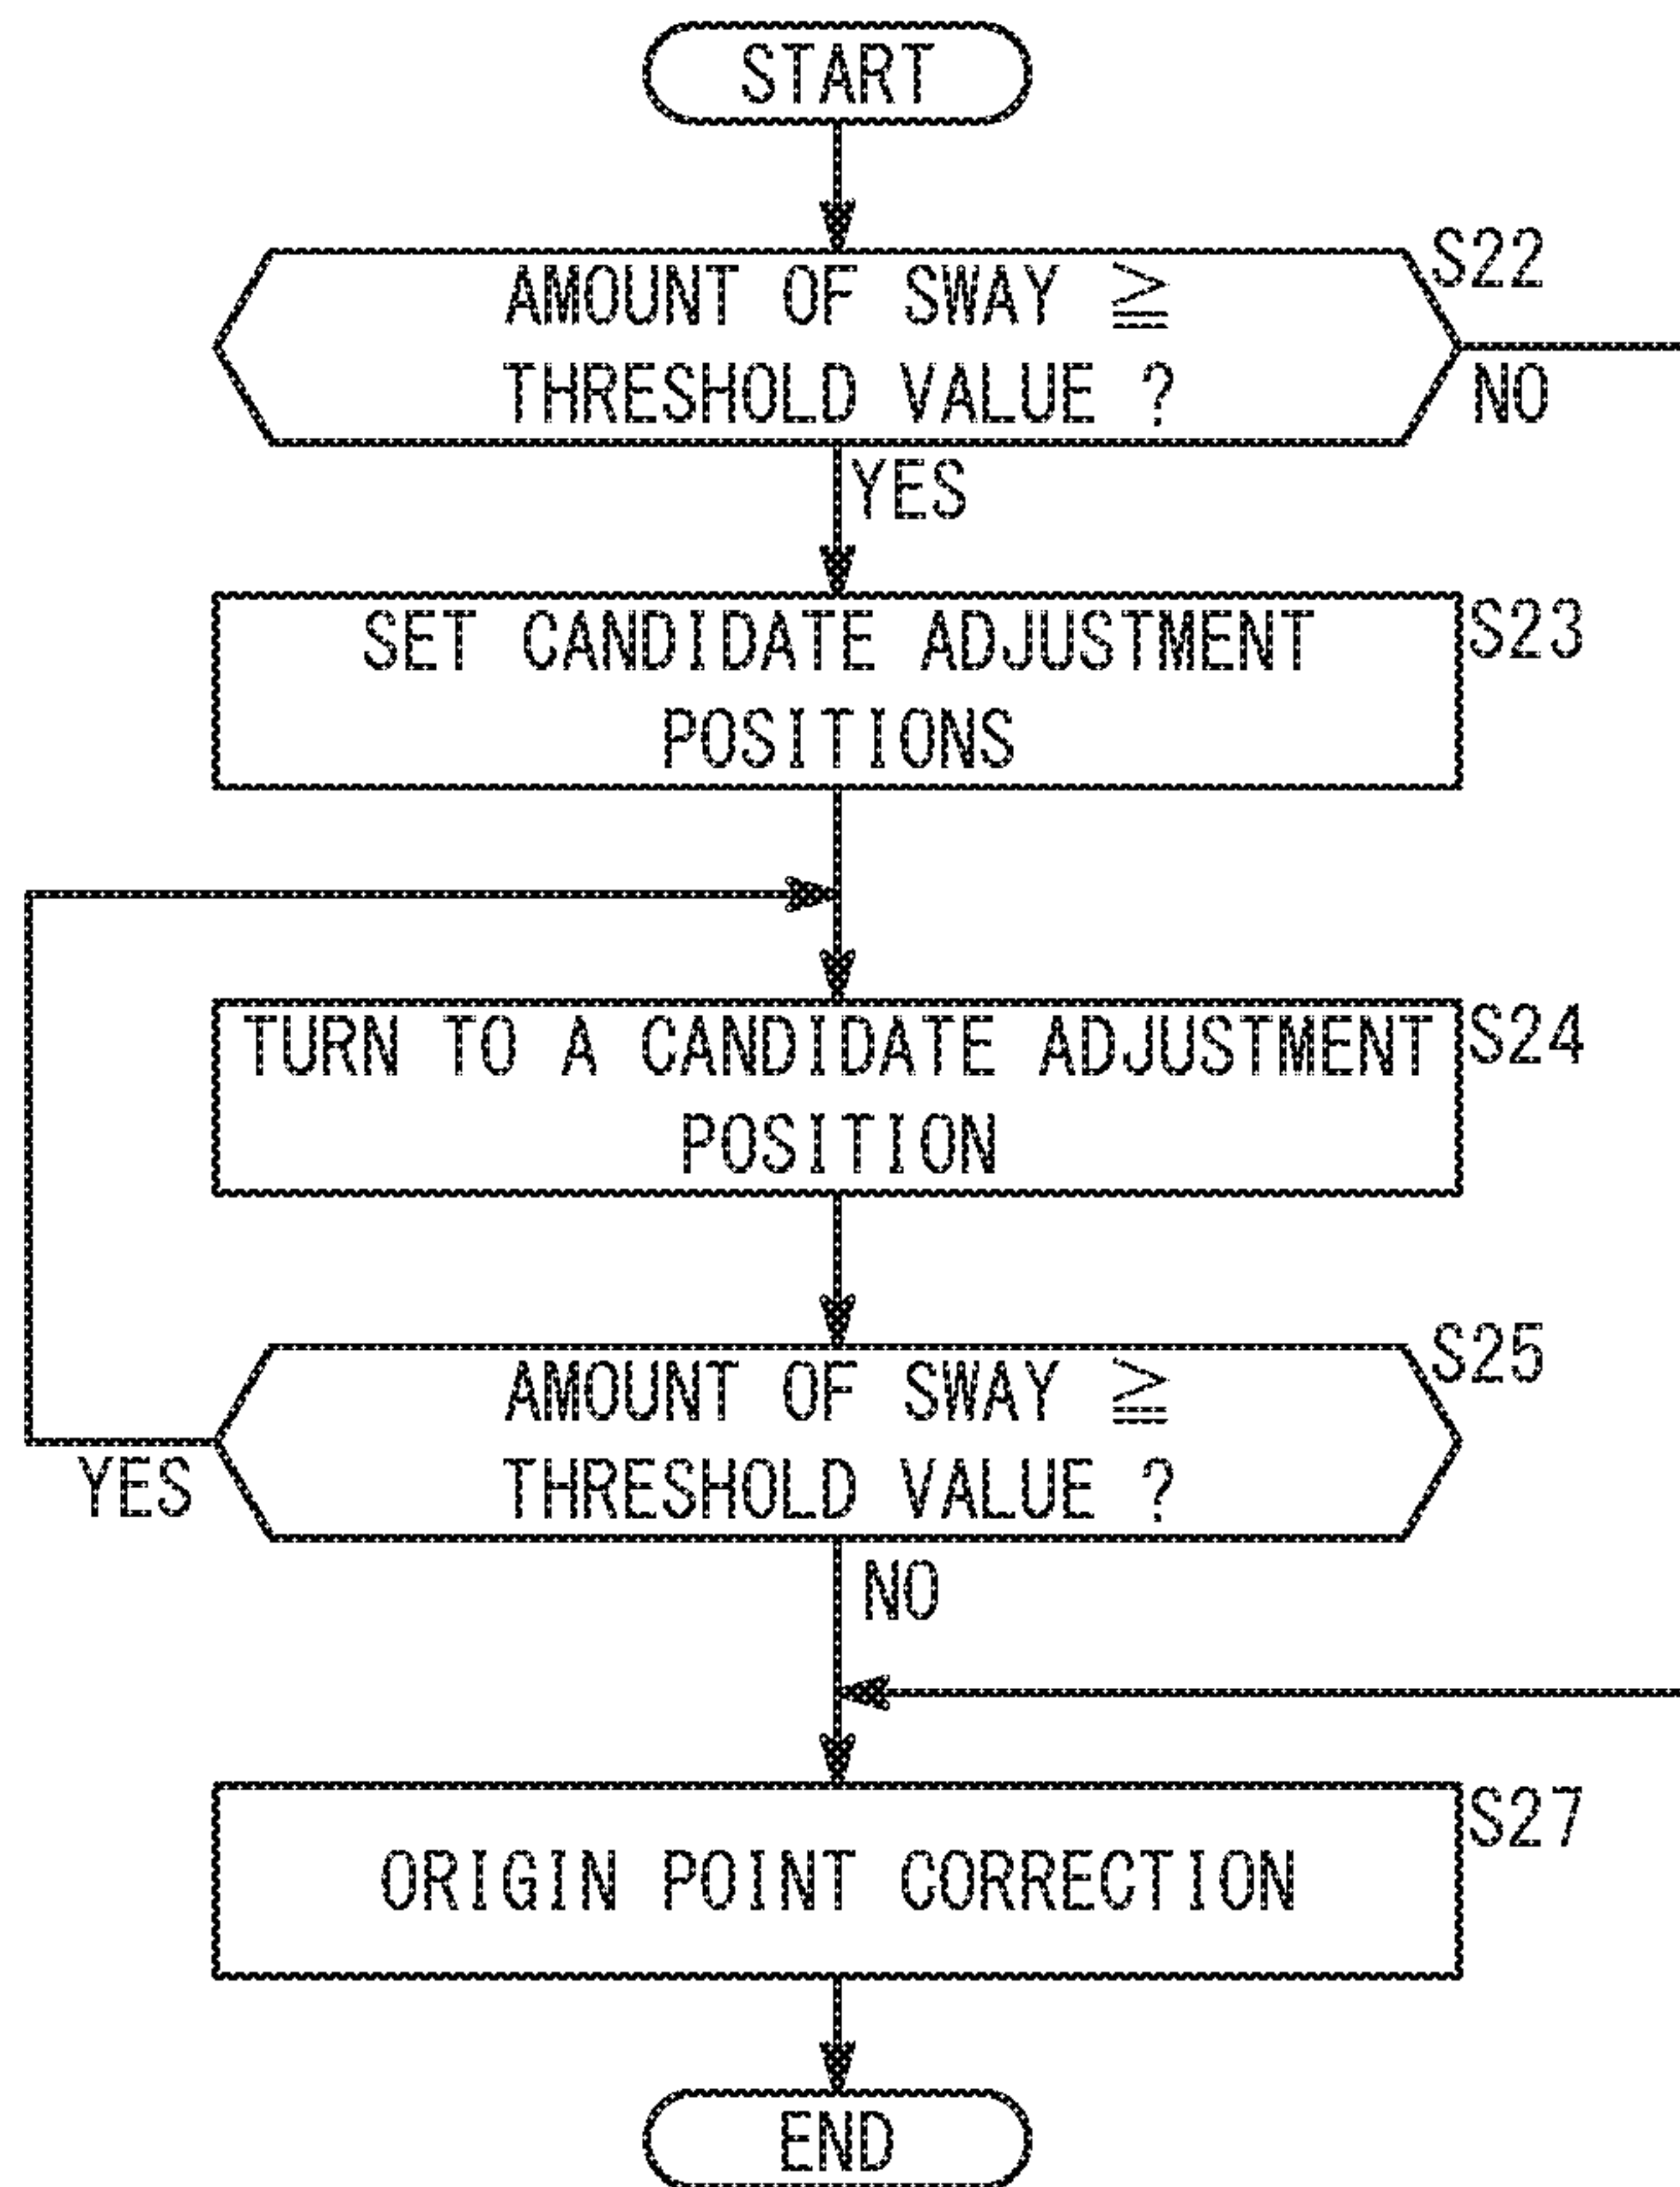 START
AMOUNT OF SWAY ≧
THRESHOLD VALUE ?
S22
NO
YES
SET CANDIDATE ADJUSTMENT
POSITIONS
S23
TURN TO A CANDIDATE ADJUSTMENT
POSITION
S24
AMOUNT OF SWAY ≧
THRESHOLD VALUE ?
S25
YES
NO
ORIGIN POINT CORRECTION
S27
END